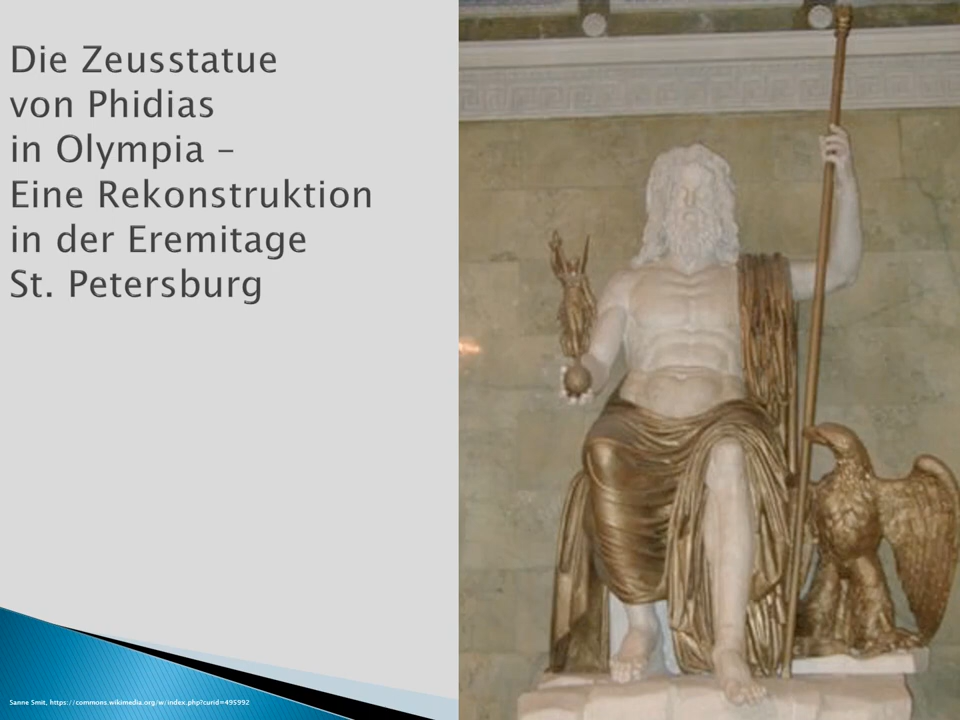 Die Zeusstatue
von Phidias
in Olympia –
Eine Rekonstruktion
in der Eremitage
St. Petersburg
Sanne Smit, https://commons.wikimedia.org/w/index.php?curid=495992